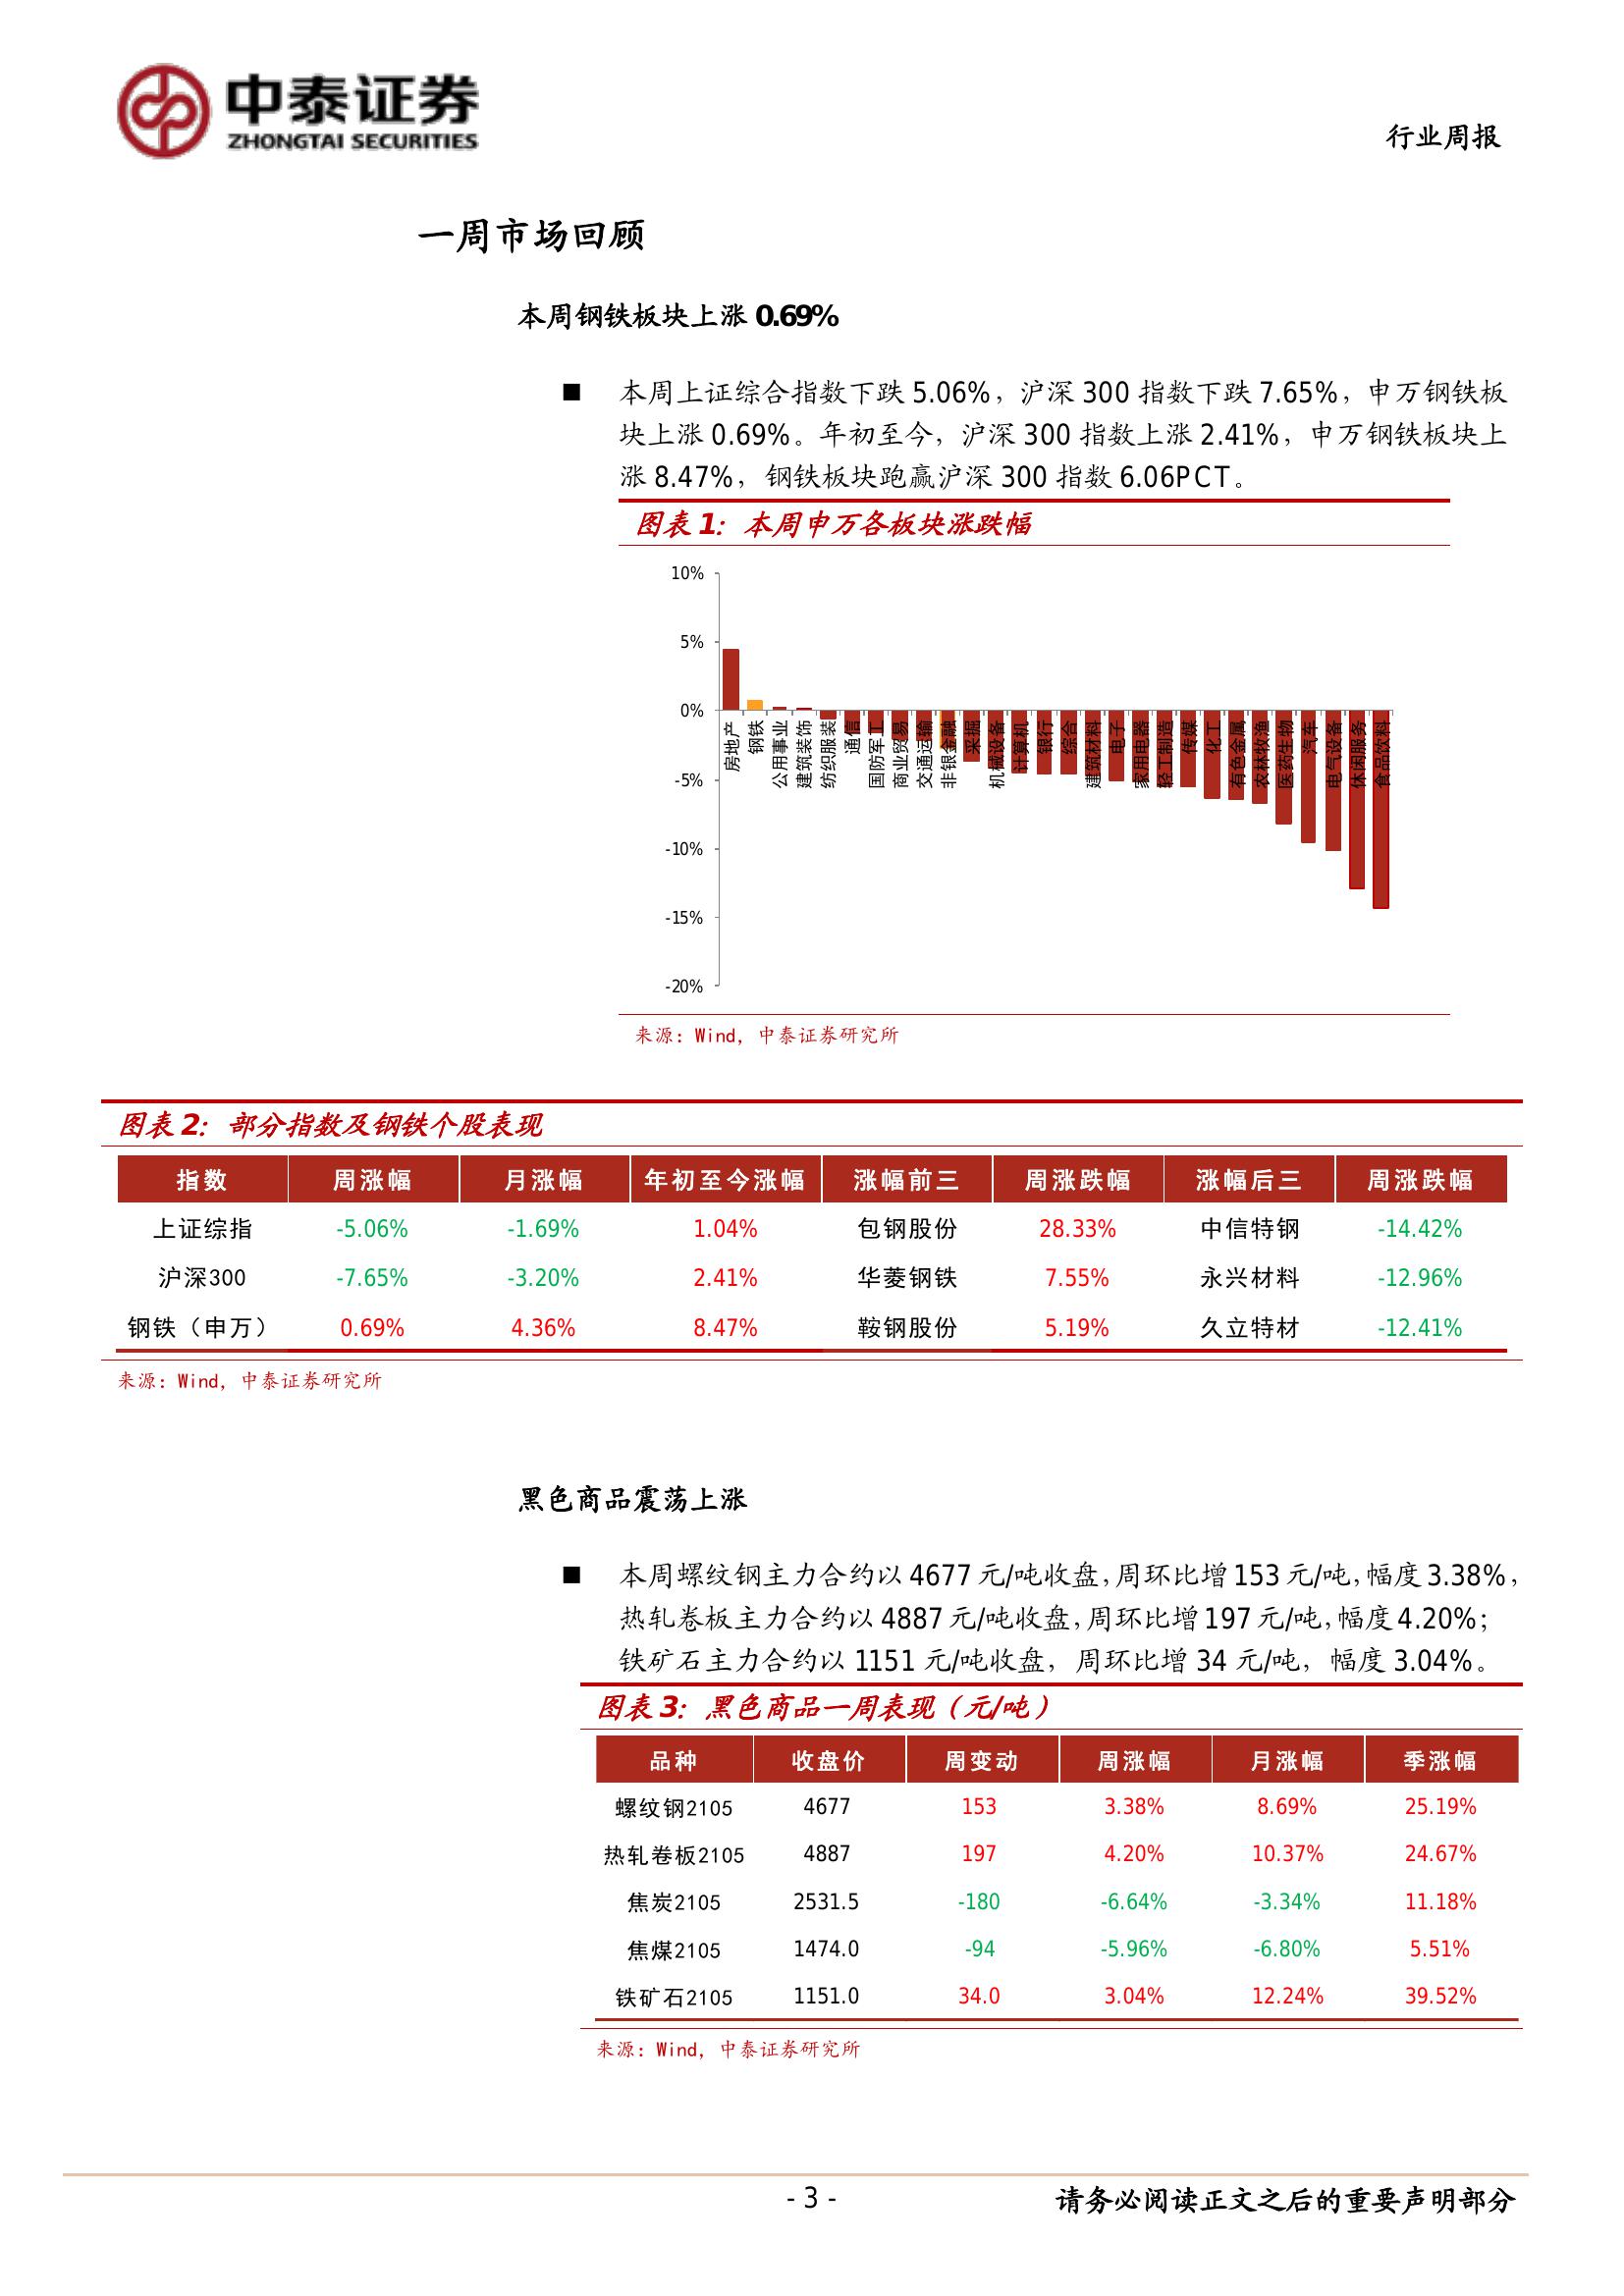 中泰证券
ZHONGTAI SECURITIES
行业周报
一周市场回顾
本周钢铁板块上涨 0.69%
■ 本周上证综合指数下跌 5.06%，沪深 300 指数下跌 7.65%，申万钢铁板
块上涨 0.69%。年初至今，沪深 300 指数上涨 2.41%，申万钢铁板块上
涨 8.47%，钢铁板块跑赢沪深 300 指数 6.06PCT。
图表 1：本周申万各板块涨跌幅
10%
5%
0%
-5%
-10%
-15%
-20%
房地产
钢铁
公用事业
建筑装饰
纺织服装
通信
国防军工
商业贸易
交通运输
非银金融
采掘
机械设备
计算机
银行
综合
建筑材料
电子
家用电器
轻工制造
传媒
化工
有色金属
农林牧渔
医药生物
汽车
电气设备
休闲服务
食品饮料
来源：Wind，中泰证券研究所
图表 2：部分指数及钢铁个股表现
指数 周涨幅 月涨幅 年初至今涨幅 涨幅前三 周涨跌幅 涨幅后三 周涨跌幅
上证综指 -5.06% -1.69% 1.04% 包钢股份 28.33% 中信特钢 -14.42%
沪深300 -7.65% -3.20% 2.41% 华菱钢铁 7.55% 永兴材料 -12.96%
钢铁（申万） 0.69% 4.36% 8.47% 鞍钢股份 5.19% 久立特材 -12.41%
来源：Wind，中泰证券研究所
黑色商品震荡上涨
■ 本周螺纹钢主力合约以 4677 元/吨收盘，周环比增 153 元/吨，幅度 3.38%，
热轧卷板主力合约以 4887 元/吨收盘，周环比增 197 元/吨，幅度 4.20%；
铁矿石主力合约以 1151 元/吨收盘，周环比增 34 元/吨，幅度 3.04%。
图表 3：黑色商品一周表现（元/吨）
品种 收盘价 周变动 周涨幅 月涨幅 季涨幅
螺纹钢2105 4677 153 3.38% 8.69% 25.19%
热轧卷板2105 4887 197 4.20% 10.37% 24.67%
焦炭2105 2531.5 -180 -6.64% -3.34% 11.18%
焦煤2105 1474.0 -94 -5.96% -6.80% 5.51%
铁矿石2105 1151.0 34.0 3.04% 12.24% 39.52%
来源：Wind，中泰证券研究所
- 3 -
请务必阅读正文之后的重要声明部分